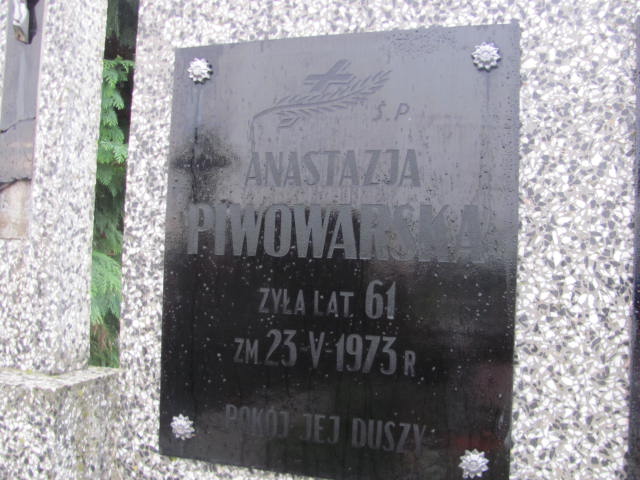 Ś.P
ANASTAZJA
PIWOWARSKA
ŻYŁA LAT. 61
ZM. 23-V-1973 R
POKÓJ JEJ DUSZY